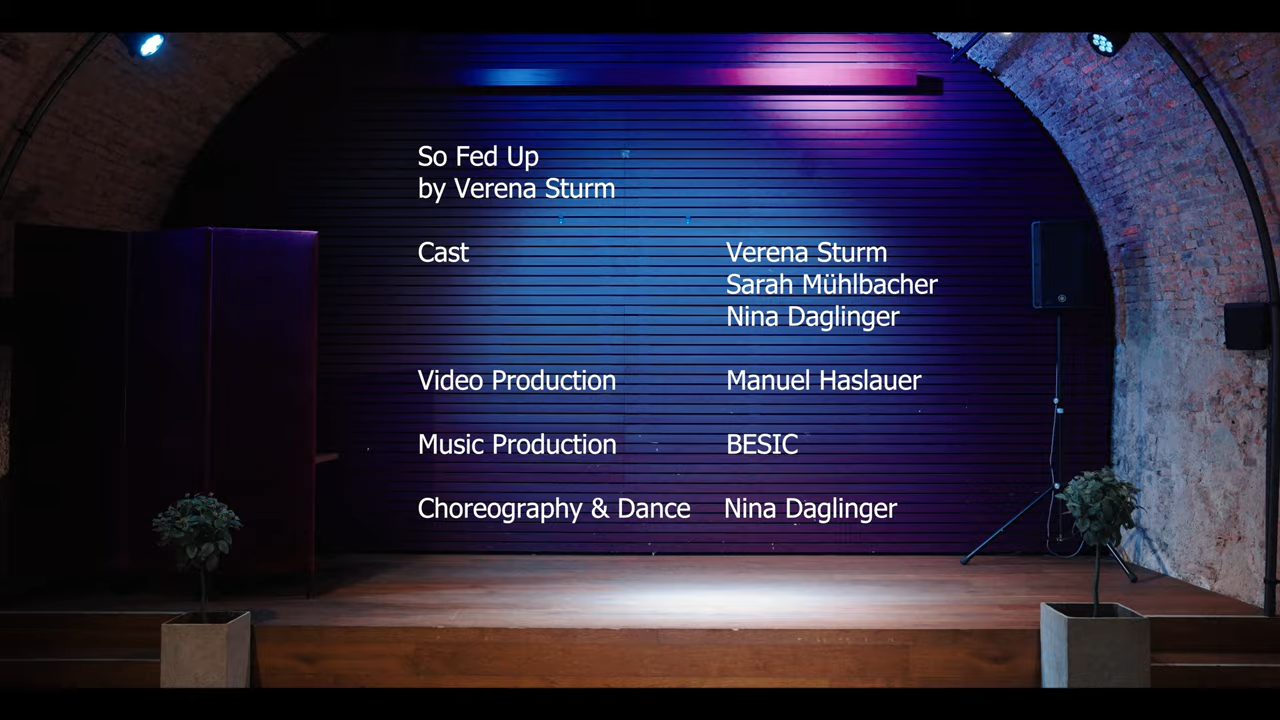 So Fed Up
by Verena Sturm
Cast Verena Sturm
Sarah Mühlbacher
Nina Daglinger
Video Production Manuel Haslauer
Music Production BESIC
Choreography & Dance Nina Daglinger